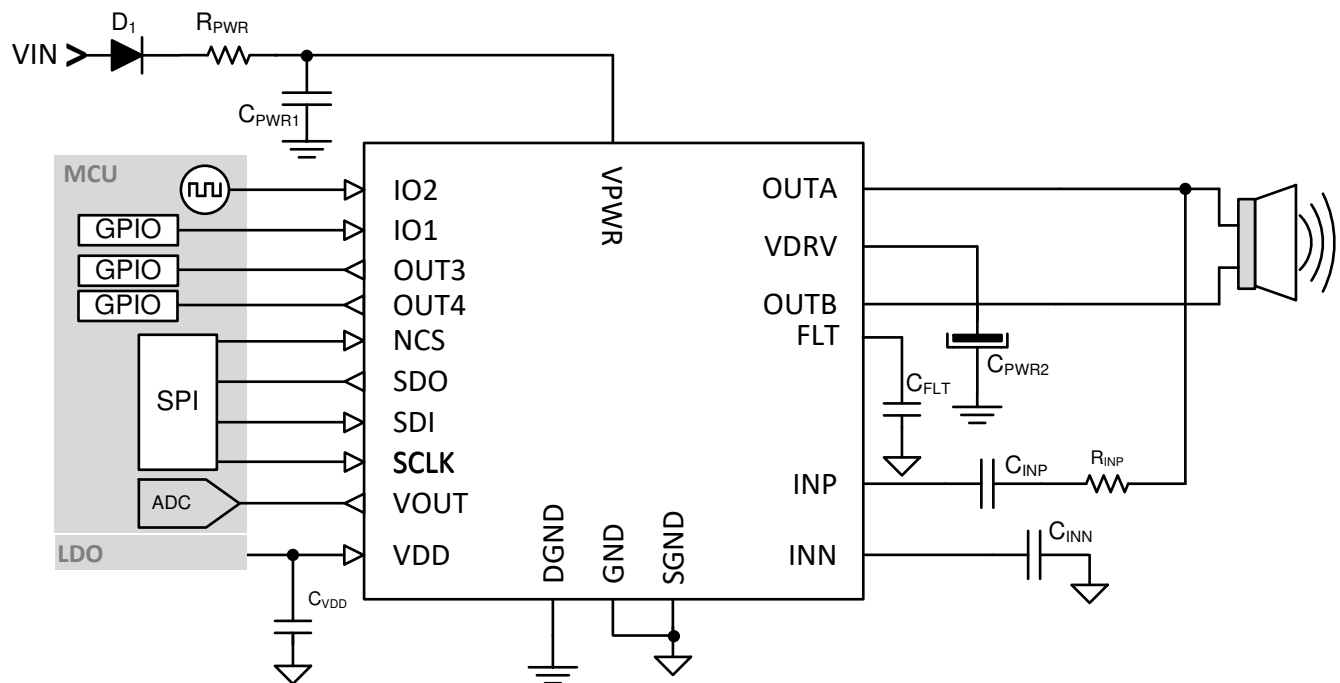 D1
RPWR
VIN
CPWR1
MCU
GPIO
GPIO
GPIO
SPI
ADC
LDO
CVDD
IO2
IO1
OUT3
OUT4
NCS
SDO
SDI
SCLK
VOUT
VDD
VPWR
DGND
GND
SGND
OUTA
VDRV
OUTB
FLT
INP
INN
CPWR2
CFLT
CINP
RINP
CINN